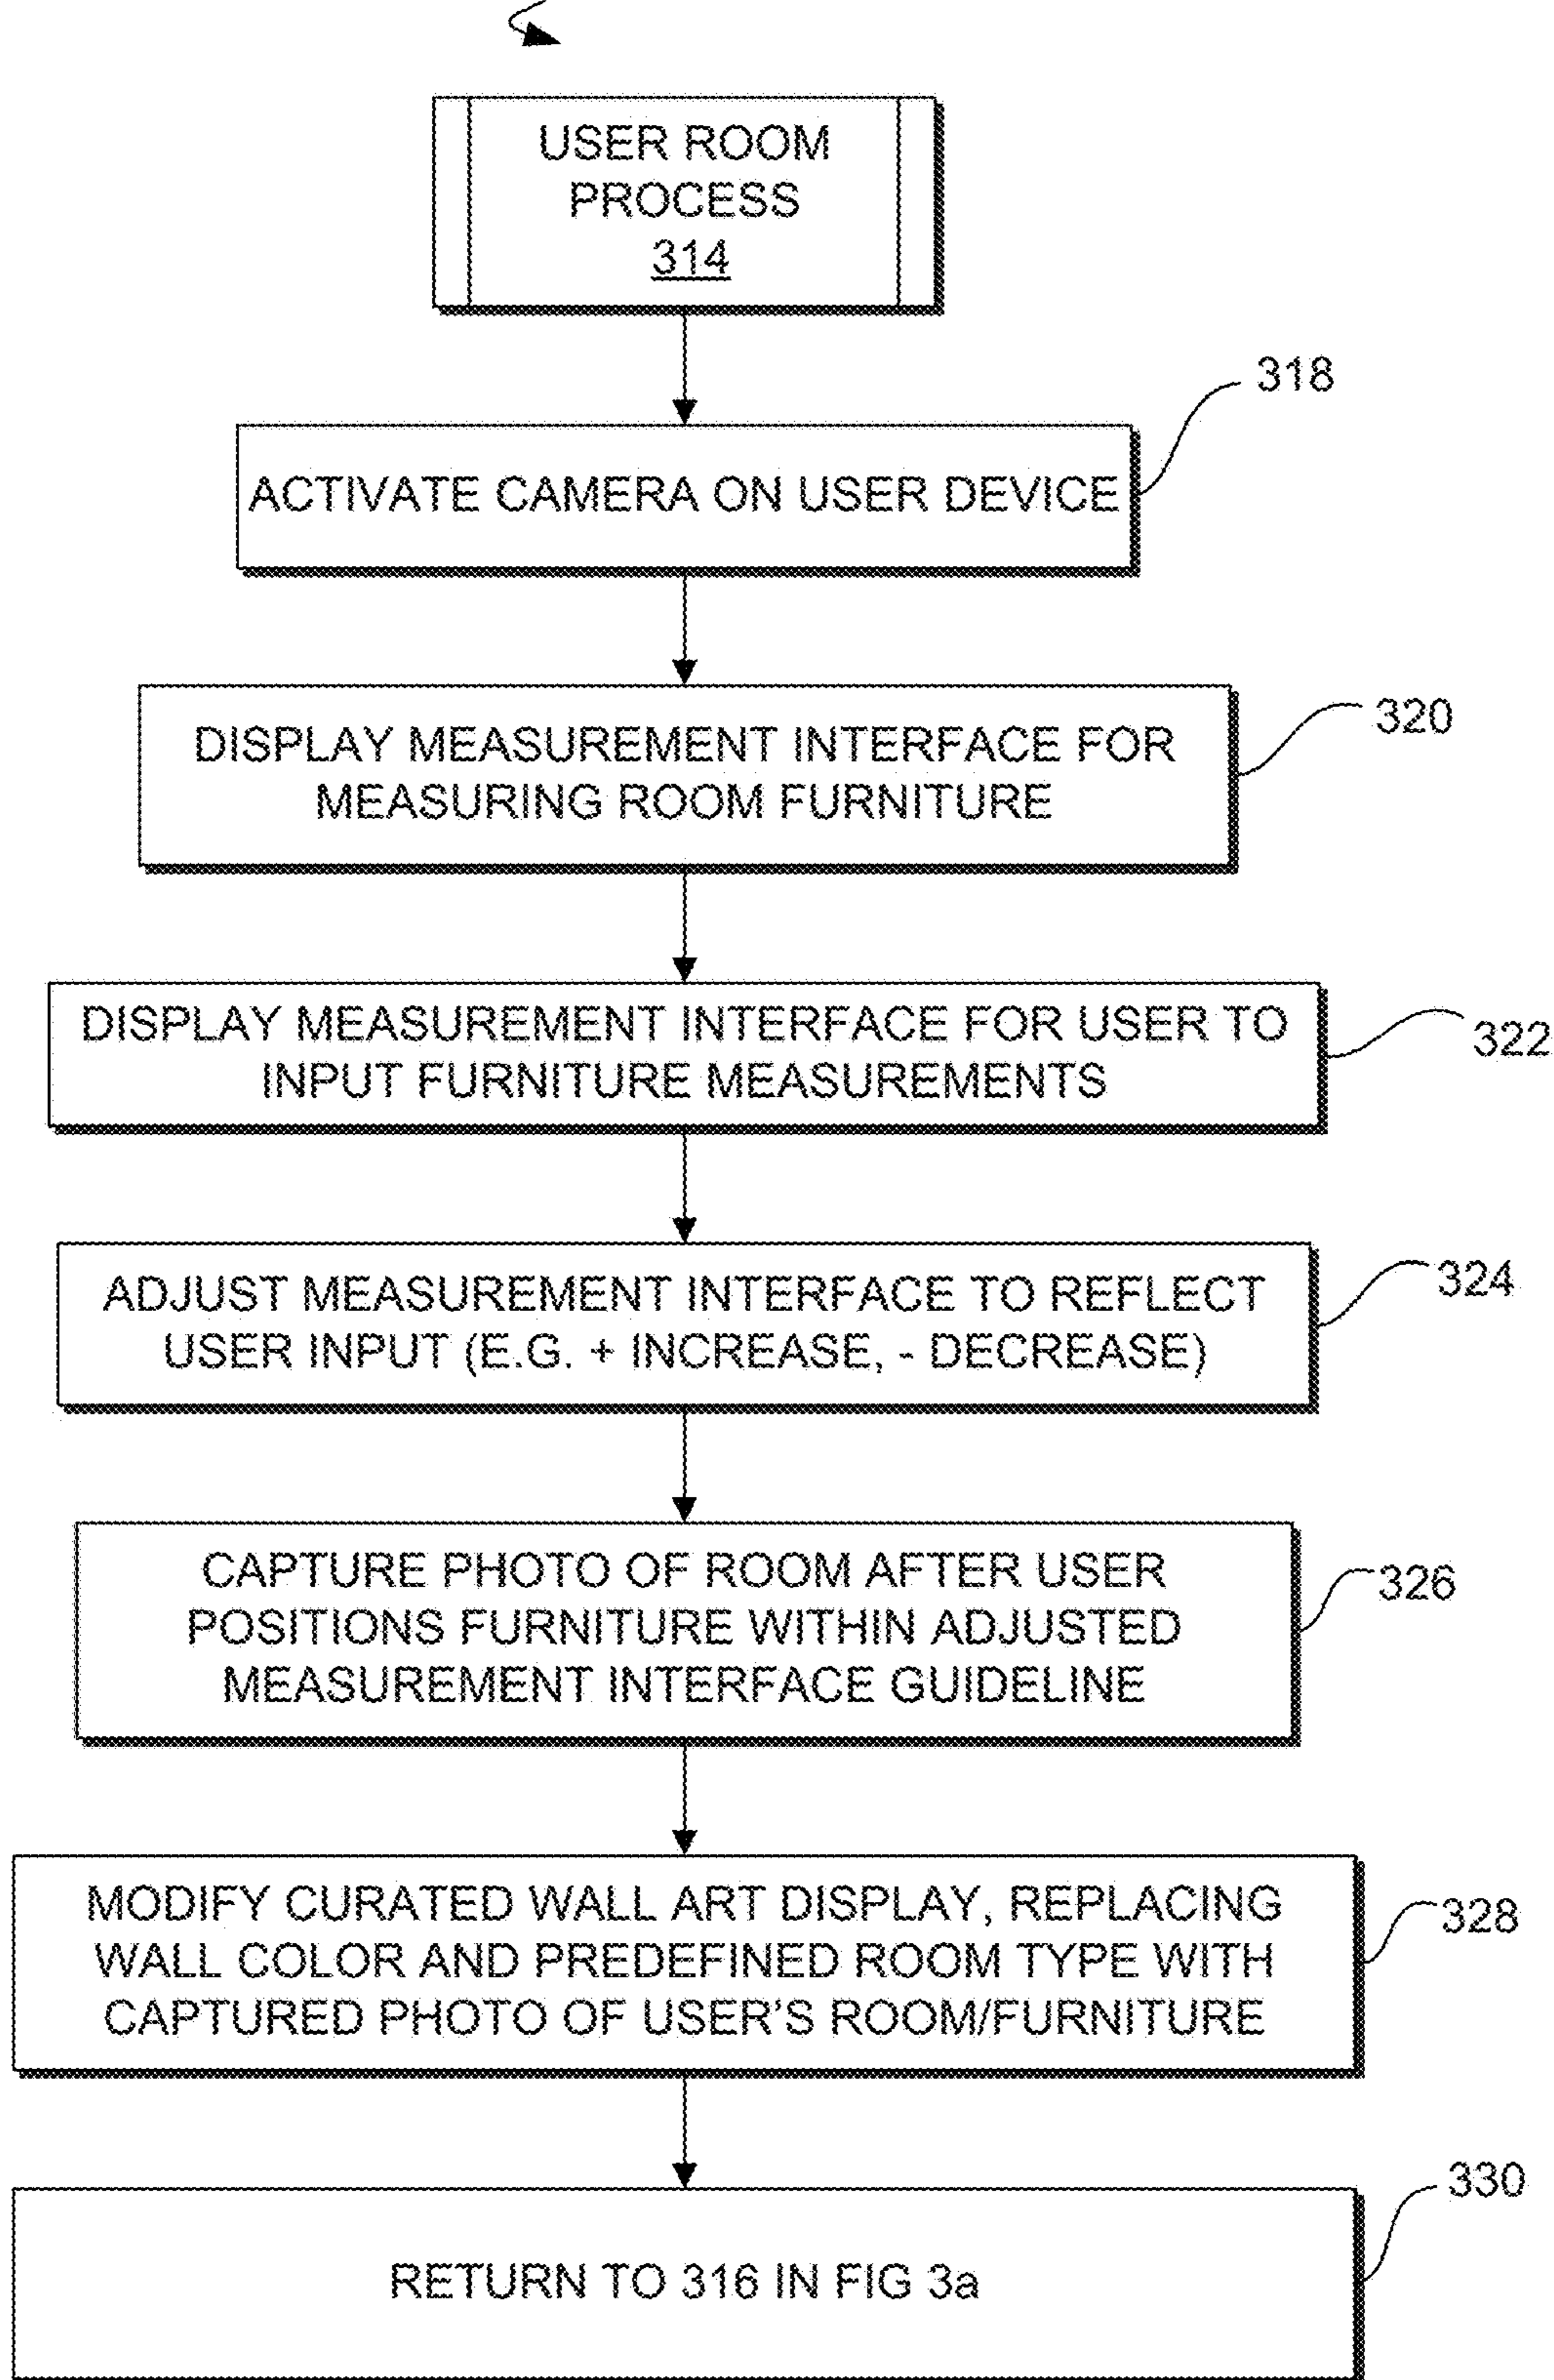 USER ROOM
PROCESS
314
318
ACTIVATE CAMERA ON USER DEVICE
320
DISPLAY MEASUREMENT INTERFACE FOR
MEASURING ROOM FURNITURE
322
DISPLAY MEASUREMENT INTERFACE FOR USER TO
INPUT FURNITURE MEASUREMENTS
324
ADJUST MEASUREMENT INTERFACE TO REFLECT
USER INPUT (E.G. + INCREASE, - DECREASE)
326
CAPTURE PHOTO OF ROOM AFTER USER
POSITIONS FURNITURE WITHIN ADJUSTED
MEASUREMENT INTERFACE GUIDELINE
328
MODIFY CURATED WALL ART DISPLAY, REPLACING
WALL COLOR AND PREDEFINED ROOM TYPE WITH
CAPTURED PHOTO OF USER'S ROOM/FURNITURE
330
RETURN TO 316 IN FIG 3a